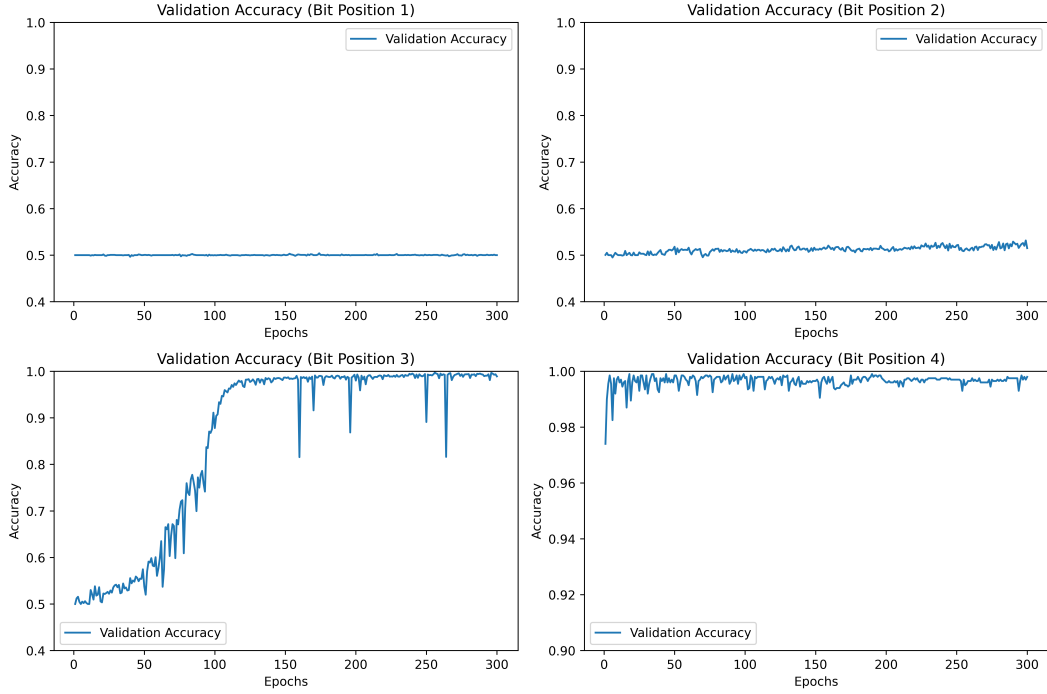 Validation Accuracy (Bit Position 1)
Accuracy
1.0
0.9
0.8
0.7
0.6
0.5
0.4
Validation Accuracy
0 50 100 150 200 250 300
Epochs
Validation Accuracy (Bit Position 2)
Accuracy
1.0
0.9
0.8
0.7
0.6
0.5
0.4
Validation Accuracy
0 50 100 150 200 250 300
Epochs
Validation Accuracy (Bit Position 3)
Accuracy
1.0
0.9
0.8
0.7
0.6
0.5
0.4
Validation Accuracy
0 50 100 150 200 250 300
Epochs
Validation Accuracy (Bit Position 4)
Accuracy
1.00
0.98
0.96
0.94
0.92
0.90
Validation Accuracy
0 50 100 150 200 250 300
Epochs